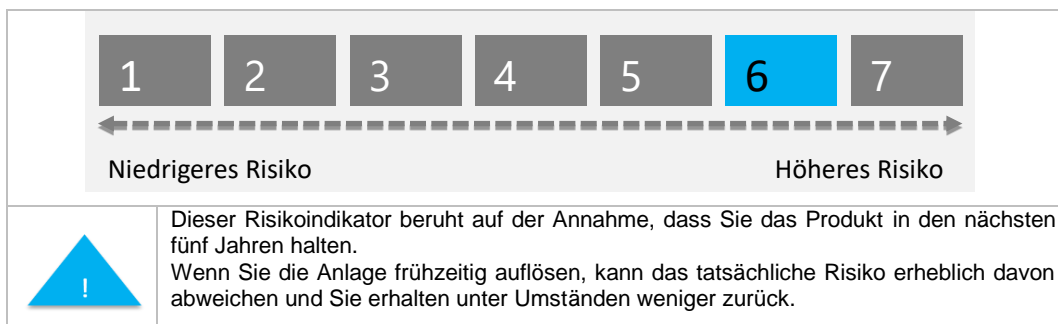 1 2 3 4 5 6 7
Niedrigeres Risiko Höheres Risiko
Dieser Risikoindikator beruht auf der Annahme, dass Sie das Produkt in den nächsten
fünf Jahren halten.
Wenn Sie die Anlage frühzeitig auflösen, kann das tatsächliche Risiko erheblich davon
abweichen und Sie erhalten unter Umständen weniger zurück.
!